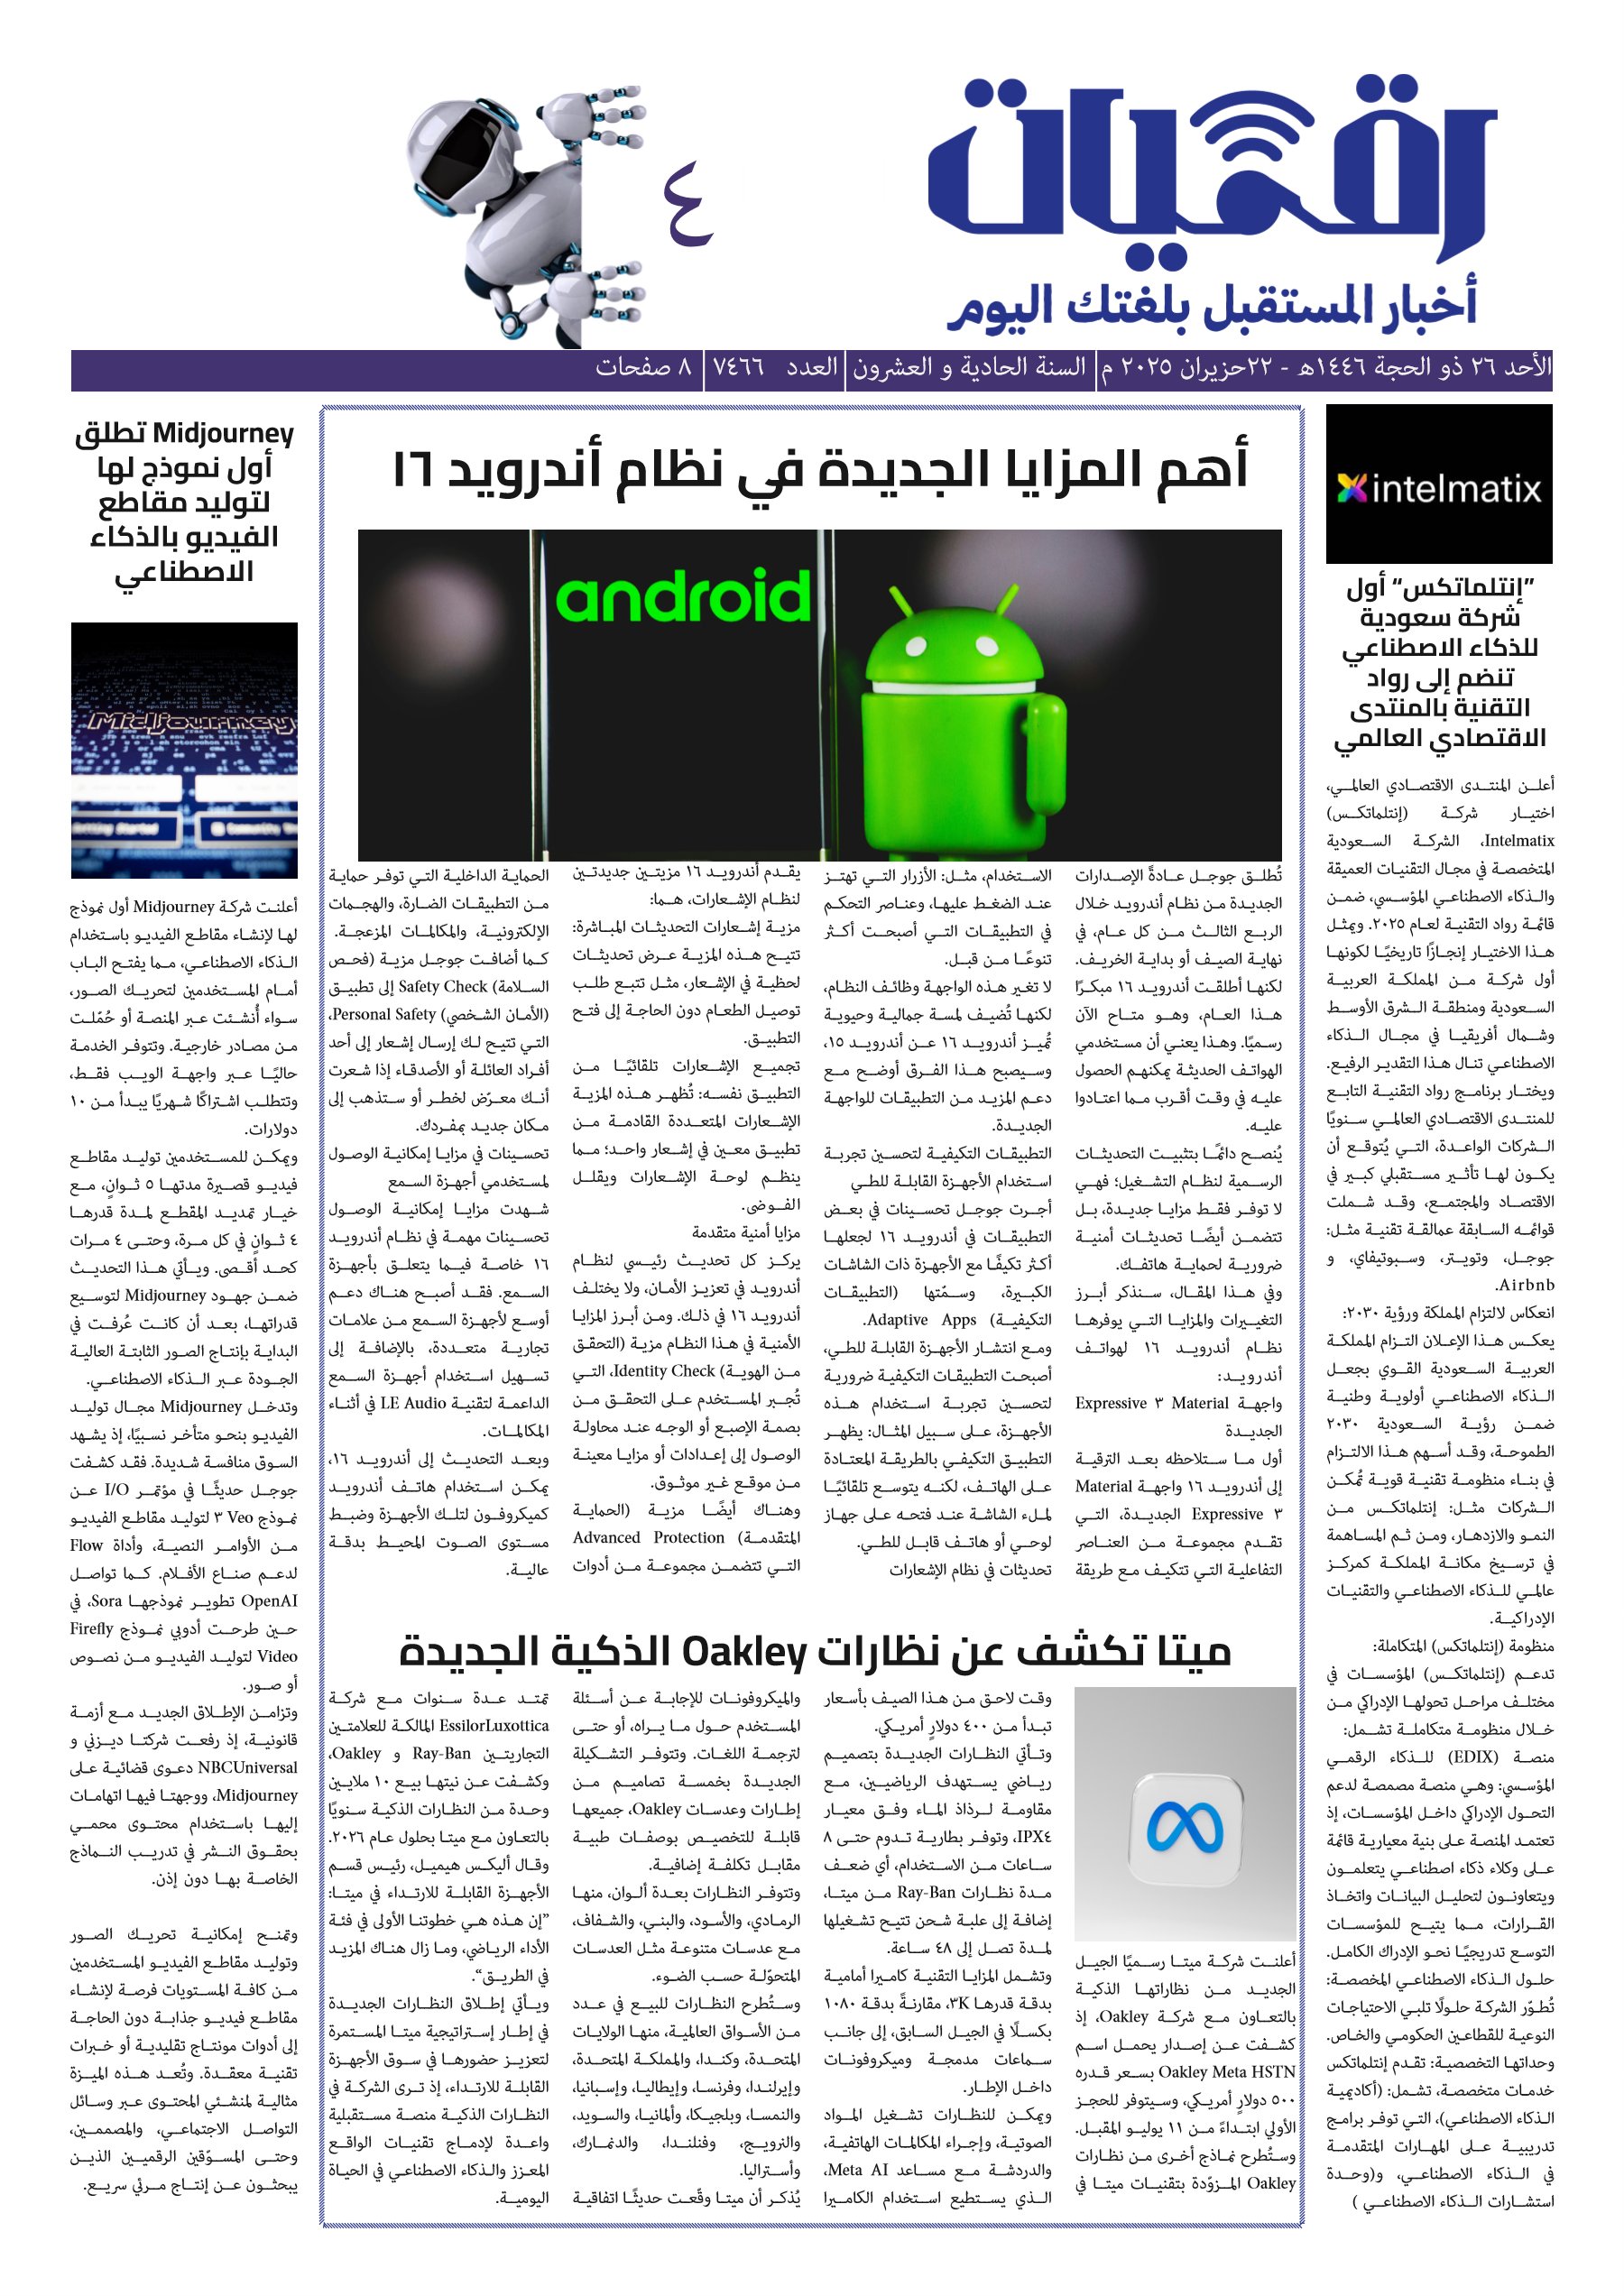 رقميات
أخبار المستقبل بلغتك اليوم
٤
الأحد ٢٦ ذو الحجة ١٤٤٦هـ - ٢٢حزيران ٢٠٢٥ م
السنة الحادية و العشرون
العدد ٧٤٦٦
٨ صفحات
intelmatix
”إنتلماتكس“ أول
شركة سعودية
للذكاء الاصطناعي
تنضم إلى رواد
التقنية بالمنتدى
الاقتصادي العالمي
أعلن المنتدى الاقتصادي العالمي،
اختيار شركة (إنتلماتكس)
Intelmatix، الشركة السعودية
المتخصصة في مجال التقنيات العميقة
والذكاء الاصطناعي المؤسسي، ضمن
قائمة رواد التقنية لعام ٢٠٢٥. ويمثل
هذا الاختيار إنجازًا تاريخيًا لكونها
أول شركة من المملكة العربية
السعودية ومنطقة الشرق الأوسط
وشمال أفريقيا في مجال الذكاء
الاصطناعي تنال هذا التقدير الرفيع.
ويختار برنامج رواد التقنية التابع
للمنتدى الاقتصادي العالمي سنويًا
الشركات الواعدة، التي يُتوقع أن
يكون لها تأثير مستقبلي كبير في
الاقتصاد والمجتمع، وقد شملت
قوائمه السابقة عمالقة تقنية مثل:
جوجل، وتويتر، وسبوتيفاي، و
Airbnb.
انعكاس لالتزام المملكة ورؤية ٢٠٣٠:
يعكس هذا الإعلان التزام المملكة
العربية السعودية القوي بجعل
الذكاء الاصطناعي أولوية وطنية
ضمن رؤية السعودية ٢٠٣٠
الطموحة، وقد أسهم هذا الالتزام
في بناء منظومة تقنية قوية تُمكن
الشركات مثل: إنتلماتكس من
النمو والازدهار، ومن ثم المساهمة
في ترسيخ مكانة المملكة كمركز
عالمي للذكاء الاصطناعي والتقنيات
الإدراكية.
منظومة (إنتلماتكس) المتكاملة:
تدعم (إنتلماتكس) المؤسسات في
مختلف مراحل تحولها الإدراكي من
خلال منظومة متكاملة تشمل:
منصة (EDIX) للذكاء الرقمي
المؤسسي: وهي منصة مصممة لدعم
التحول الإدراكي داخل المؤسسات، إذ
تعتمد المنصة على بنية معيارية قائمة
على وكلاء ذكاء اصطناعي يتعلمون
ويتعاونون لتحليل البيانات واتخاذ
القرارات، مما يتيح للمؤسسات
التوسع تدريجيًا نحو الإدراك الكامل.
حلول الذكاء الاصطناعي المخصصة:
تُطوّر الشركة حلولًا تلبي الاحتياجات
النوعية للقطاعين الحكومي والخاص.
وحداتها التخصصية: تقدم إنتلماتكس
خدمات متخصصة، تشمل: (أكاديمية
الذكاء الاصطناعي)، التي توفر برامج
تدريبية على المهارات المتقدمة
في الذكاء الاصطناعي، و(وحدة
استشارات الذكاء الاصطناعي )
أهم المزايا الجديدة في نظام أندرويد ١٦
android
تُطلق جوجل عادةً الإصدارات
الجديدة من نظام أندرويد خلال
الربع الثالث من كل عام، في
نهاية الصيف أو بداية الخريف.
لكنها أطلقت أندرويد ١٦ مبكرًا
هذا العام، وهو متاح الآن
رسميًا. وهذا يعني أن مستخدمي
الهواتف الحديثة يمكنهم الحصول
عليه في وقت أقرب مما اعتادوا
عليه.
يُنصح دائمًا بتثبيت التحديثات
الرسمية لنظام التشغيل؛ فهي
لا توفر فقط مزايا جديدة، بل
تتضمن أيضًا تحديثات أمنية
ضرورية لحماية هاتفك.
وفي هذا المقال، سنذكر أبرز
التغييرات والمزايا التي يوفرها
نظام أندرويد ١٦ لهواتف
أندرويد:
واجهة Expressive ٣ Material
الجديدة
أول ما ستلاحظه بعد الترقية
إلى أندرويد ١٦ واجهة Material
Expressive ٣ الجديدة، التي
تقدم مجموعة من العناصر
التفاعلية التي تتكيف مع طريقة
الاستخدام، مثل: الأزرار التي تهتز
عند الضغط عليها، وعناصر التحكم
في التطبيقات التي أصبحت أكثر
تنوعًا من قبل.
لا تغير هذه الواجهة وظائف النظام،
لكنها تُضيف لمسة جمالية وحيوية
تُميز أندرويد ١٦ عن أندرويد ١٥،
وسيصبح هذا الفرق أوضح مع
دعم المزيد من التطبيقات للواجهة
الجديدة.
التطبيقات التكيفية لتحسين تجربة
استخدام الأجهزة القابلة للطي
أجرت جوجل تحسينات في بعض
التطبيقات في أندرويد ١٦ لجعلها
أكثر تكيفًا مع الأجهزة ذات الشاشات
الكبيرة، وسمّتها (التطبيقات
التكيفية) Adaptive Apps.
ومع انتشار الأجهزة القابلة للطي،
أصبحت التطبيقات التكيفية ضرورية
لتحسين تجربة استخدام هذه
الأجهزة، على سبيل المثال: يظهر
التطبيق التكيفي بالطريقة المعتادة
على الهاتف، لكنه يتوسع تلقائيًا
لملء الشاشة عند فتحه على جهاز
لوحي أو هاتف قابل للطي.
تحديثات في نظام الإشعارات
يقدم أندرويد ١٦ مزيتين جديدتين
لنظام الإشعارات، هما:
مزية إشعارات التحديثات المباشرة:
تتيح هذه المزية عرض تحديثات
لحظية في الإشعار، مثل تتبع طلب
توصيل الطعام دون الحاجة إلى فتح
التطبيق.
تجميع الإشعارات تلقائيًا من
التطبيق نفسه: تُظهر هذه المزية
الإشعارات المتعددة القادمة من
تطبيق معين في إشعار واحد؛ مما
ينظم لوحة الإشعارات ويقلل
الفوضى.
مزايا أمنية متقدمة
يركز كل تحديث رئيسي لنظام
أندرويد في تعزيز الأمان، ولا يختلف
أندرويد ١٦ في ذلك. ومن أبرز المزايا
الأمنية في هذا النظام مزية (التحقق
من الهوية) Identity Check، التي
تُجبر المستخدم على التحقق من
بصمة الإصبع أو الوجه عند محاولة
الوصول إلى إعدادات أو مزايا معينة
من موقع غير موثوق.
وهناك أيضًا مزية (الحماية
المتقدمة) Advanced Protection
التي تتضمن مجموعة من أدوات
الحماية الداخلية التي توفر حماية
من التطبيقات الضارة، والهجمات
الإلكترونية، والمكالمات المزعجة.
كما أضافت جوجل مزية (فحص
السلامة) Safety Check إلى تطبيق
(الأمان الشخصي) Personal Safety،
التي تتيح لك إرسال إشعار إلى أحد
أفراد العائلة أو الأصدقاء إذا شعرت
أنك معرّض لخطر أو ستذهب إلى
مكان جديد بمفردك.
تحسينات في مزايا إمكانية الوصول
لمستخدمي أجهزة السمع
شهدت مزايا إمكانية الوصول
تحسينات مهمة في نظام أندرويد
١٦ خاصة فيما يتعلق بأجهزة
السمع. فقد أصبح هناك دعم
أوسع لأجهزة السمع من علامات
تجارية متعددة، بالإضافة إلى
تسهيل استخدام أجهزة السمع
الداعمة لتقنية LE Audio في أثناء
المكالمات.
وبعد التحديث إلى أندرويد ١٦،
يمكن استخدام هاتف أندرويد
كميكروفون لتلك الأجهزة وضبط
مستوى الصوت المحيط بدقة
عالية.
ميتا تكشف عن نظارات Oakley الذكية الجديدة
أعلنت شركة ميتا رسميًا الجيل
الجديد من نظاراتها الذكية
بالتعاون مع شركة Oakley، إذ
كشفت عن إصدار يحمل اسم
Oakley Meta HSTN بسعر قدره
٥٠٠ دولارٍ أمريكي، وسيتوفر للحجز
الأولي ابتداءً من ١١ يوليو المقبل.
وستُطرح نماذج أخرى من نظارات
Oakley المزوّدة بتقنيات ميتا في
وقت لاحق من هذا الصيف بأسعار
تبدأ من ٤٠٠ دولارٍ أمريكي.
وتأتي النظارات الجديدة بتصميم
رياضي يستهدف الرياضيين، مع
مقاومة لرذاذ الماء وفق معيار
IPX٤، وتوفر بطارية تدوم حتى ٨
ساعات من الاستخدام، أي ضعف
مدة نظارات Ray-Ban من ميتا،
إضافة إلى علبة شحن تتيح تشغيلها
لمدة تصل إلى ٤٨ ساعة.
وتشمل المزايا التقنية كاميرا أمامية
بدقة قدرها ٣K، مقارنةً بدقة ١٠٨٠
بكسلًا في الجيل السابق، إلى جانب
سماعات مدمجة وميكروفونات
داخل الإطار.
ويمكن للنظارات تشغيل المواد
الصوتية، وإجراء المكالمات الهاتفية،
والدردشة مع مساعد Meta AI،
الذي يستطيع استخدام الكاميرا
والميكروفونات للإجابة عن أسئلة
المستخدم حول ما يراه، أو حتى
لترجمة اللغات. وتتوفر التشكيلة
الجديدة بخمسة تصاميم من
إطارات وعدسات Oakley، جميعها
قابلة للتخصيص بوصفات طبية
مقابل تكلفة إضافية.
وتتوفر النظارات بعدة ألوان، منها
الرمادي، والأسود، والبني، والشفاف،
مع عدسات متنوعة مثل العدسات
المتحوّلة حسب الضوء.
وستُطرح النظارات للبيع في عدد
من الأسواق العالمية، منها الولايات
المتحدة، وكندا، والمملكة المتحدة،
وإيرلندا، وفرنسا، وإيطاليا، وإسبانيا،
والنمسا، وبلجيكا، وألمانيا، والسويد،
والنرويج، وفنلندا، والدنمارك،
وأستراليا.
يُذكر أن ميتا وقّعت حديثًا اتفاقية
تمتد عدة سنوات مع شركة
EssilorLuxottica المالكة للعلامتين
التجاريتين Ray-Ban و Oakley،
وكشفت عن نيتها بيع ١٠ ملايين
وحدة من النظارات الذكية سنويًا
بالتعاون مع ميتا بحلول عام ٢٠٢٦.
وقال أليكس هيميل، رئيس قسم
الأجهزة القابلة للارتداء في ميتا:
”إن هذه هي خطوتنا الأولى في فئة
الأداء الرياضي، وما زال هناك المزيد
في الطريق“.
ويأتي إطلاق النظارات الجديدة
في إطار إستراتيجية ميتا المستمرة
لتعزيز حضورها في سوق الأجهزة
القابلة للارتداء، إذ ترى الشركة في
النظارات الذكية منصة مستقبلية
واعدة لإدماج تقنيات الواقع
المعزز والذكاء الاصطناعي في الحياة
اليومية.
Midjourney تطلق
أول نموذج لها
لتوليد مقاطع
الفيديو بالذكاء
الاصطناعي
Midjourney
أعلنت شركة Midjourney أول نموذج
لها لإنشاء مقاطع الفيديو باستخدام
الذكاء الاصطناعي، مما يفتح الباب
أمام المستخدمين لتحريك الصور،
سواء أُنشئت عبر المنصة أو حُمّلت
من مصادر خارجية. وتتوفر الخدمة
حاليًا عبر واجهة الويب فقط،
وتتطلب اشتراكًا شهريًا يبدأ من ١٠
دولارات.
ويمكن للمستخدمين توليد مقاطع
فيديو قصيرة مدتها ٥ ثوانٍ، مع
خيار تمديد المقطع لمدة قدرها
٤ ثوانٍ في كل مرة، وحتى ٤ مرات
كحد أقصى. ويأتي هذا التحديث
ضمن جهود Midjourney لتوسيع
قدراتها، بعد أن كانت عُرفت في
البداية بإنتاج الصور الثابتة العالية
الجودة عبر الذكاء الاصطناعي.
وتدخل Midjourney مجال توليد
الفيديو بنحو متأخر نسبيًا، إذ يشهد
السوق منافسة شديدة. فقد كشفت
جوجل حديثًا في مؤتمر I/O عن
نموذج Veo ٣ لتوليد مقاطع الفيديو
من الأوامر النصية، وأداة Flow
لدعم صناع الأفلام. كما تواصل
OpenAI تطوير نموذجها Sora، في
حين طرحت أدوبي نموذج Firefly
Video لتوليد الفيديو من نصوص
أو صور.
وتزامن الإطلاق الجديد مع أزمة
قانونية، إذ رفعت شركتا ديزني و
NBCUniversal دعوى قضائية على
Midjourney، ووجهتا فيها اتهامات
إليها باستخدام محتوى محمي
بحقوق النشر في تدريب النماذج
الخاصة بها دون إذن.
وتمنح إمكانية تحريك الصور
وتوليد مقاطع الفيديو المستخدمين
من كافة المستويات فرصة لإنشاء
مقاطع فيديو جذابة دون الحاجة
إلى أدوات مونتاج تقليدية أو خبرات
تقنية معقدة. وتُعد هذه الميزة
مثالية لمنشئي المحتوى عبر وسائل
التواصل الاجتماعي، والمصممين،
وحتى المسوّقين الرقميين الذين
يبحثون عن إنتاج مرئي سريع.